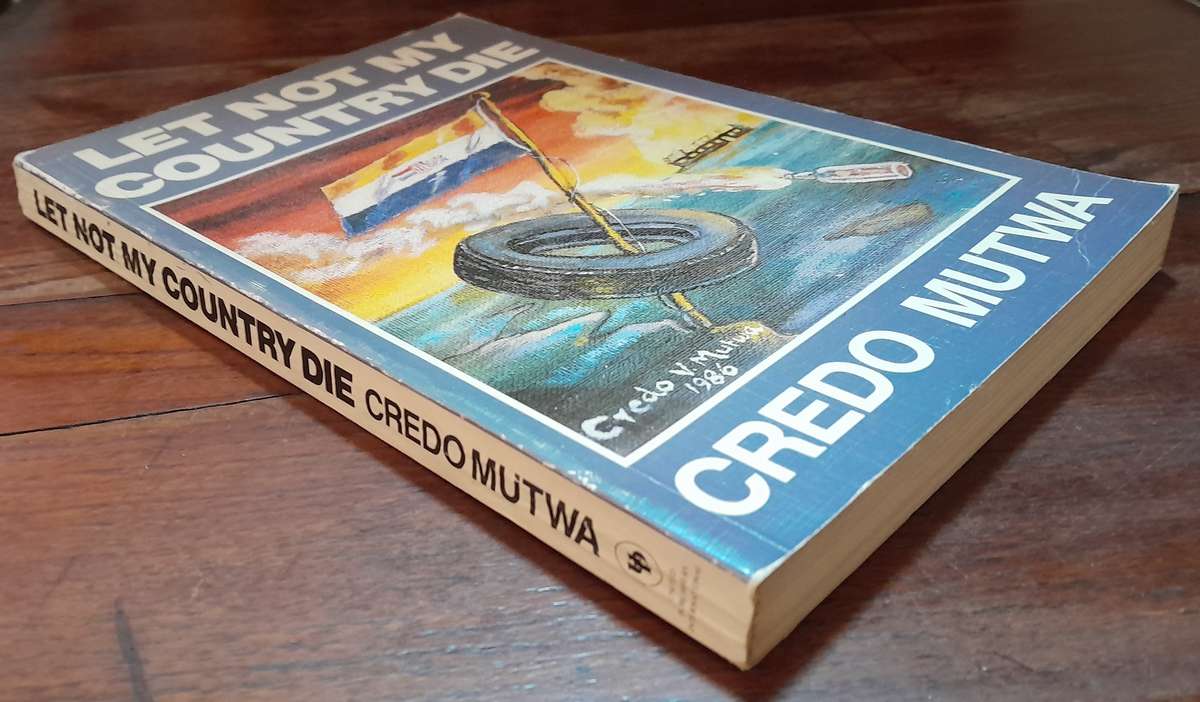 LET NOT MY
COUNTRY DIE
Credo V. Mutwa
1986
CREDO MUTWA
LET NOT MY COUNTRY DIE CREDO MUTWA